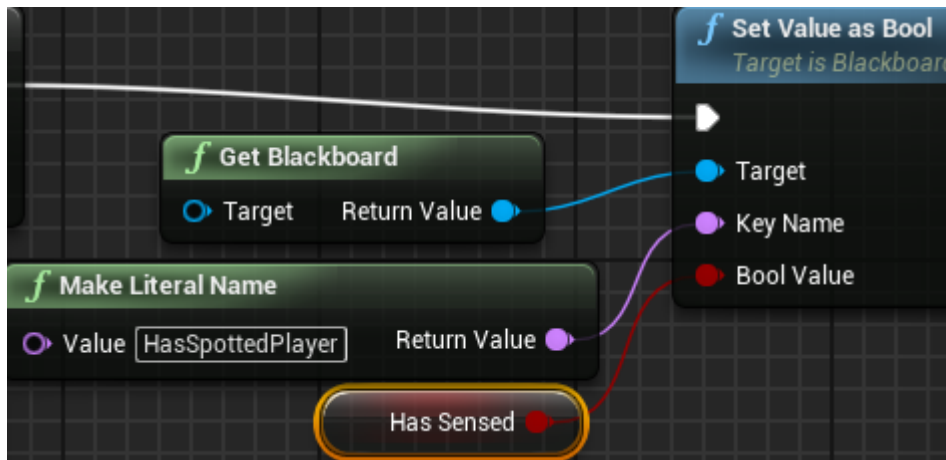 f Set Value as Bool
Target is Blackboard
f Get Blackboard
Target Return Value
Target
Key Name
Bool Value
f Make Literal Name
Value HasSpottedPlayer Return Value
Has Sensed